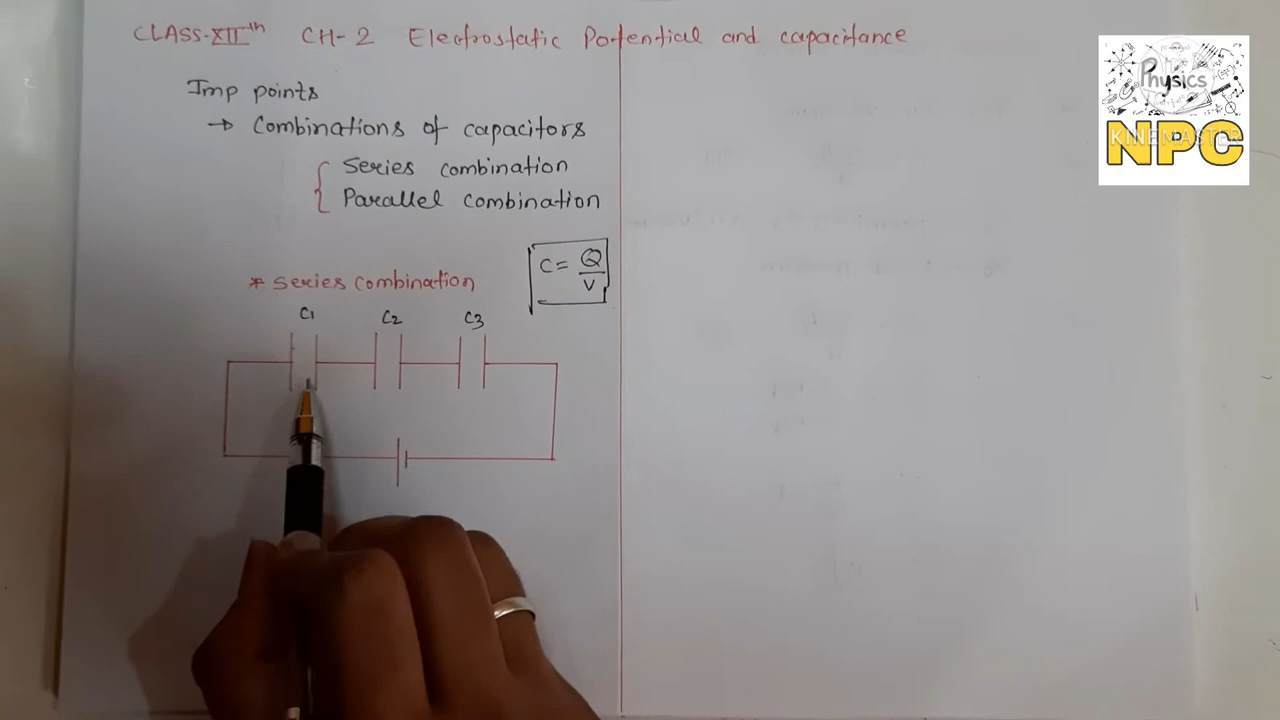 CLASS-XIIth CH-2 Electrostatic Potential and capacitance
Imp points
→ Combinations of capacitors
Series combination
Parallel combination
C = Q/V
* Series Combination
C1 C2 C3
Physics
KINEMASTER
NPC